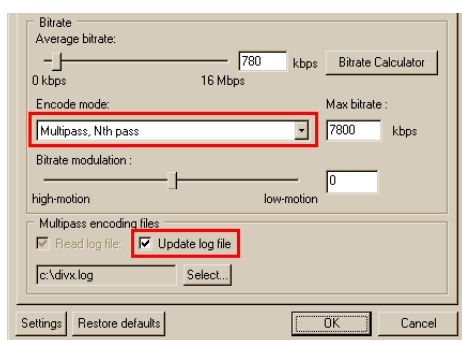 Bitrate
Average bitrate:
780 kbps Bitrate Calculator
0 kbps 16 Mbps
Encode mode: Max bitrate :
Multipass, Nth pass 7800 kbps
Bitrate modulation :
0
high-motion low-motion
Multipass encoding files
Read log file: Update log file
c:\divx.log Select...
Settings Restore defaults OK Cancel